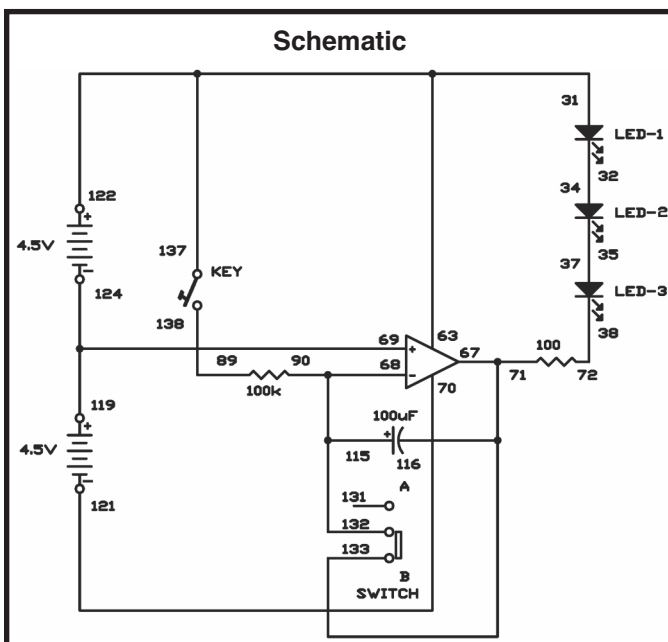 Schematic
31
LED-1
32
122
34
+
LED-2
4.5V
137
35
KEY
37
124
LED-3
138
69
63
38
+
67
100
89
90
68
-
71
72
119
100k
70
+
100uF
4.5V
+
115
116
121
131
A
132
133
B
SWITCH